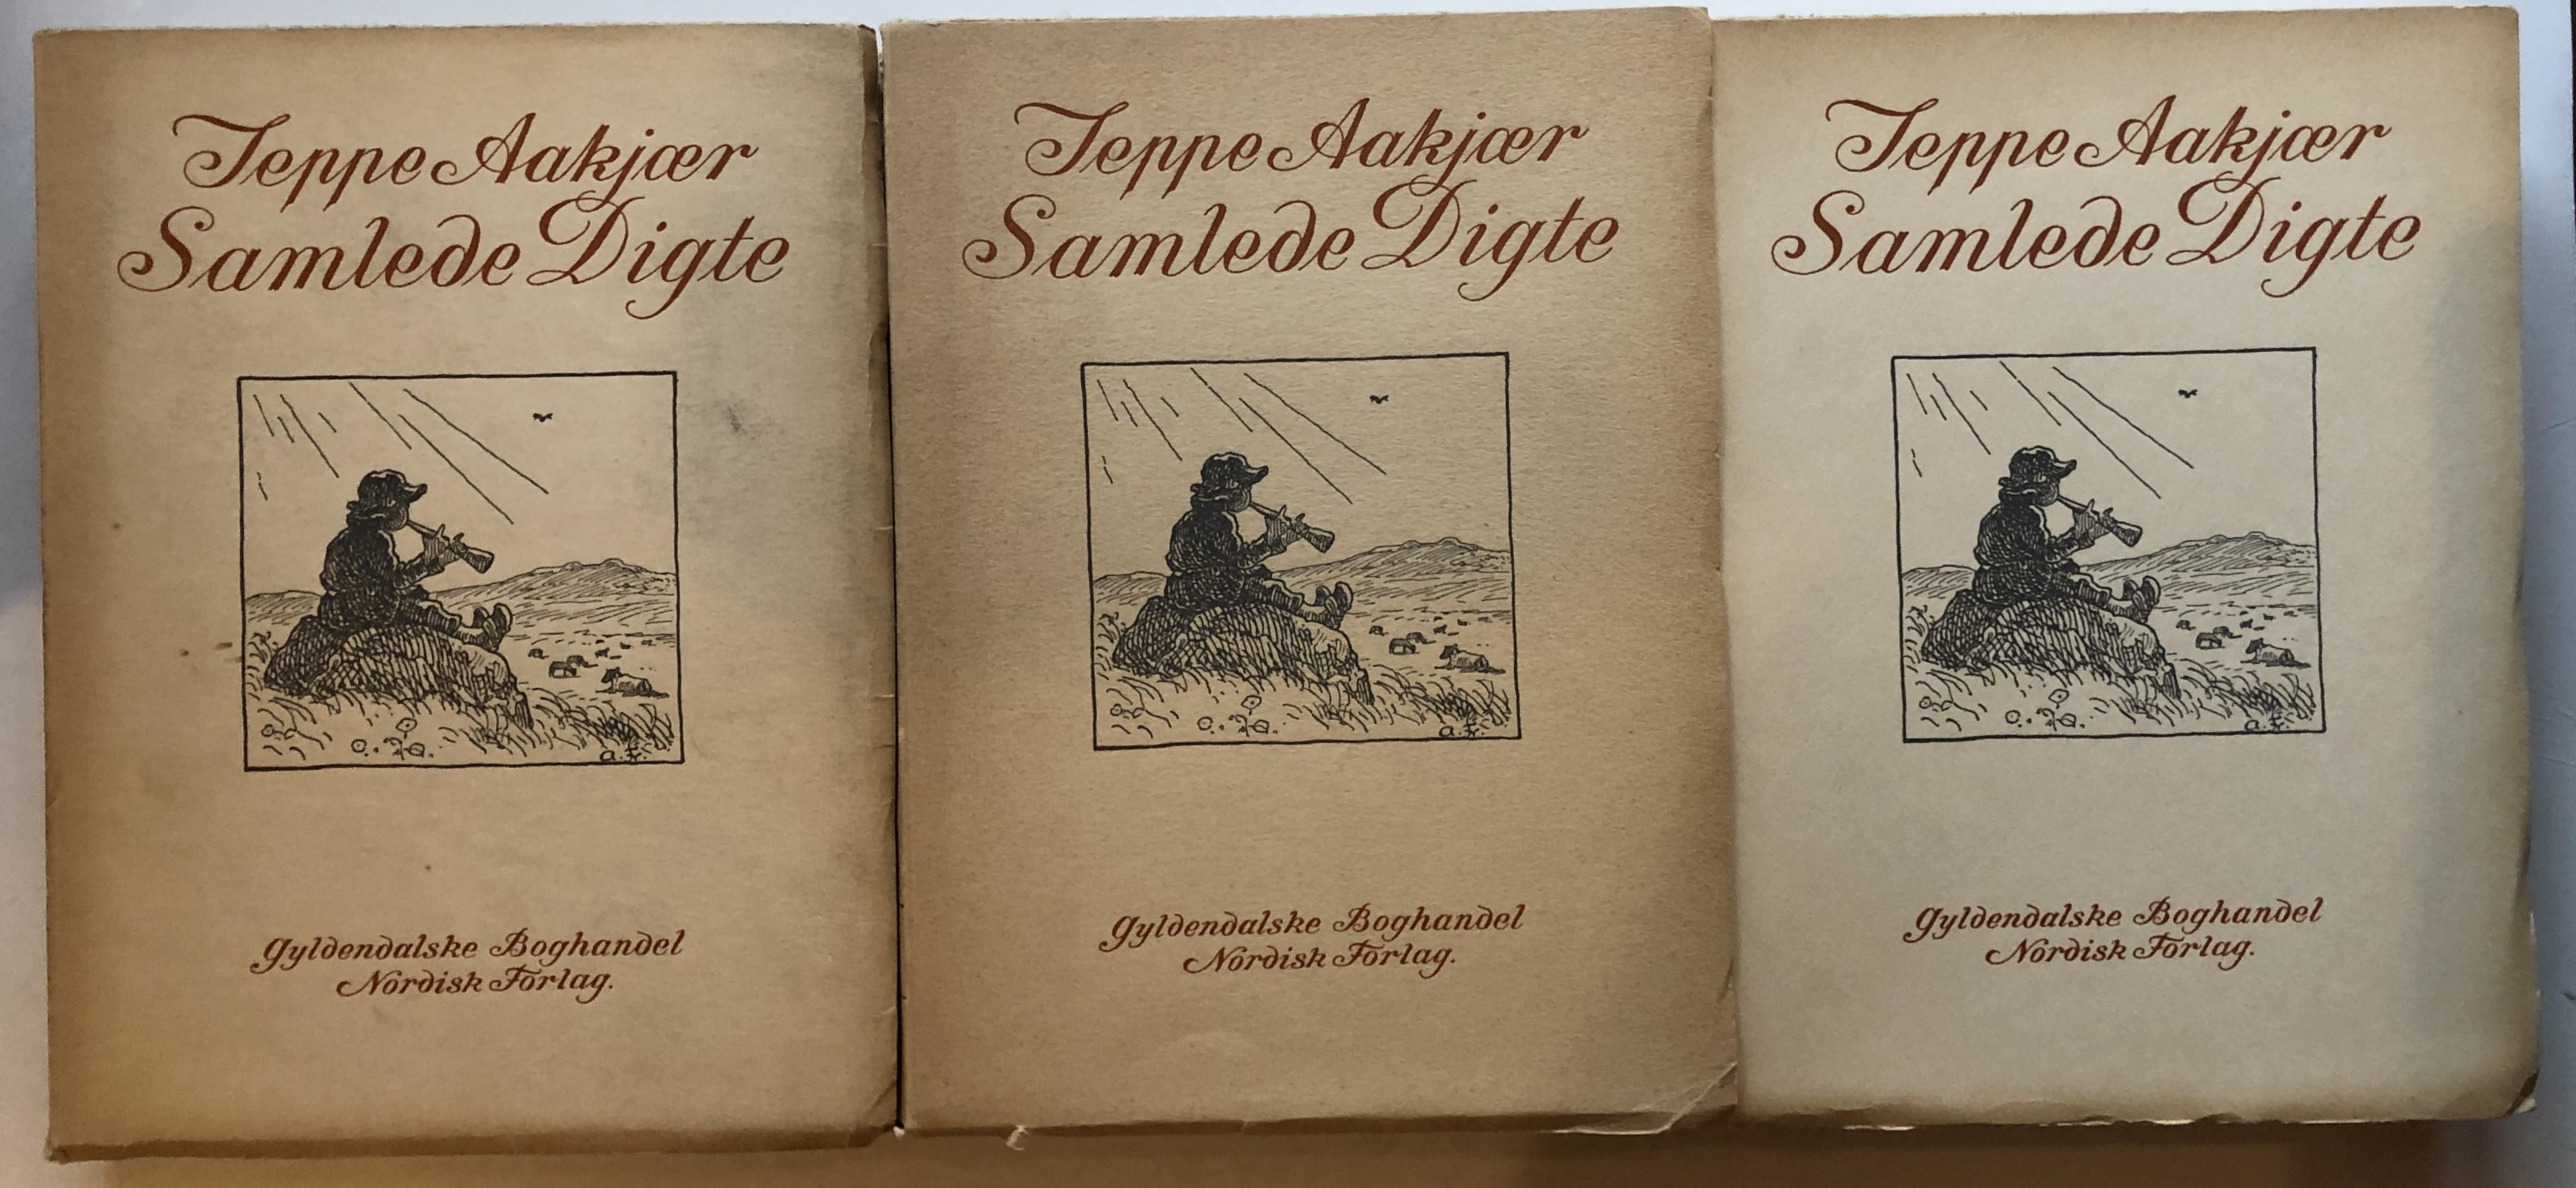 Jeppe Aakjær
Samlede Digte
a.F.
Gyldendalske Boghandel
Nordisk Forlag.
Jeppe Aakjær
Samlede Digte
a.F.
Gyldendalske Boghandel
Nordisk Forlag.
Jeppe Aakjær
Samlede Digte
a.F.
Gyldendalske Boghandel
Nordisk Forlag.